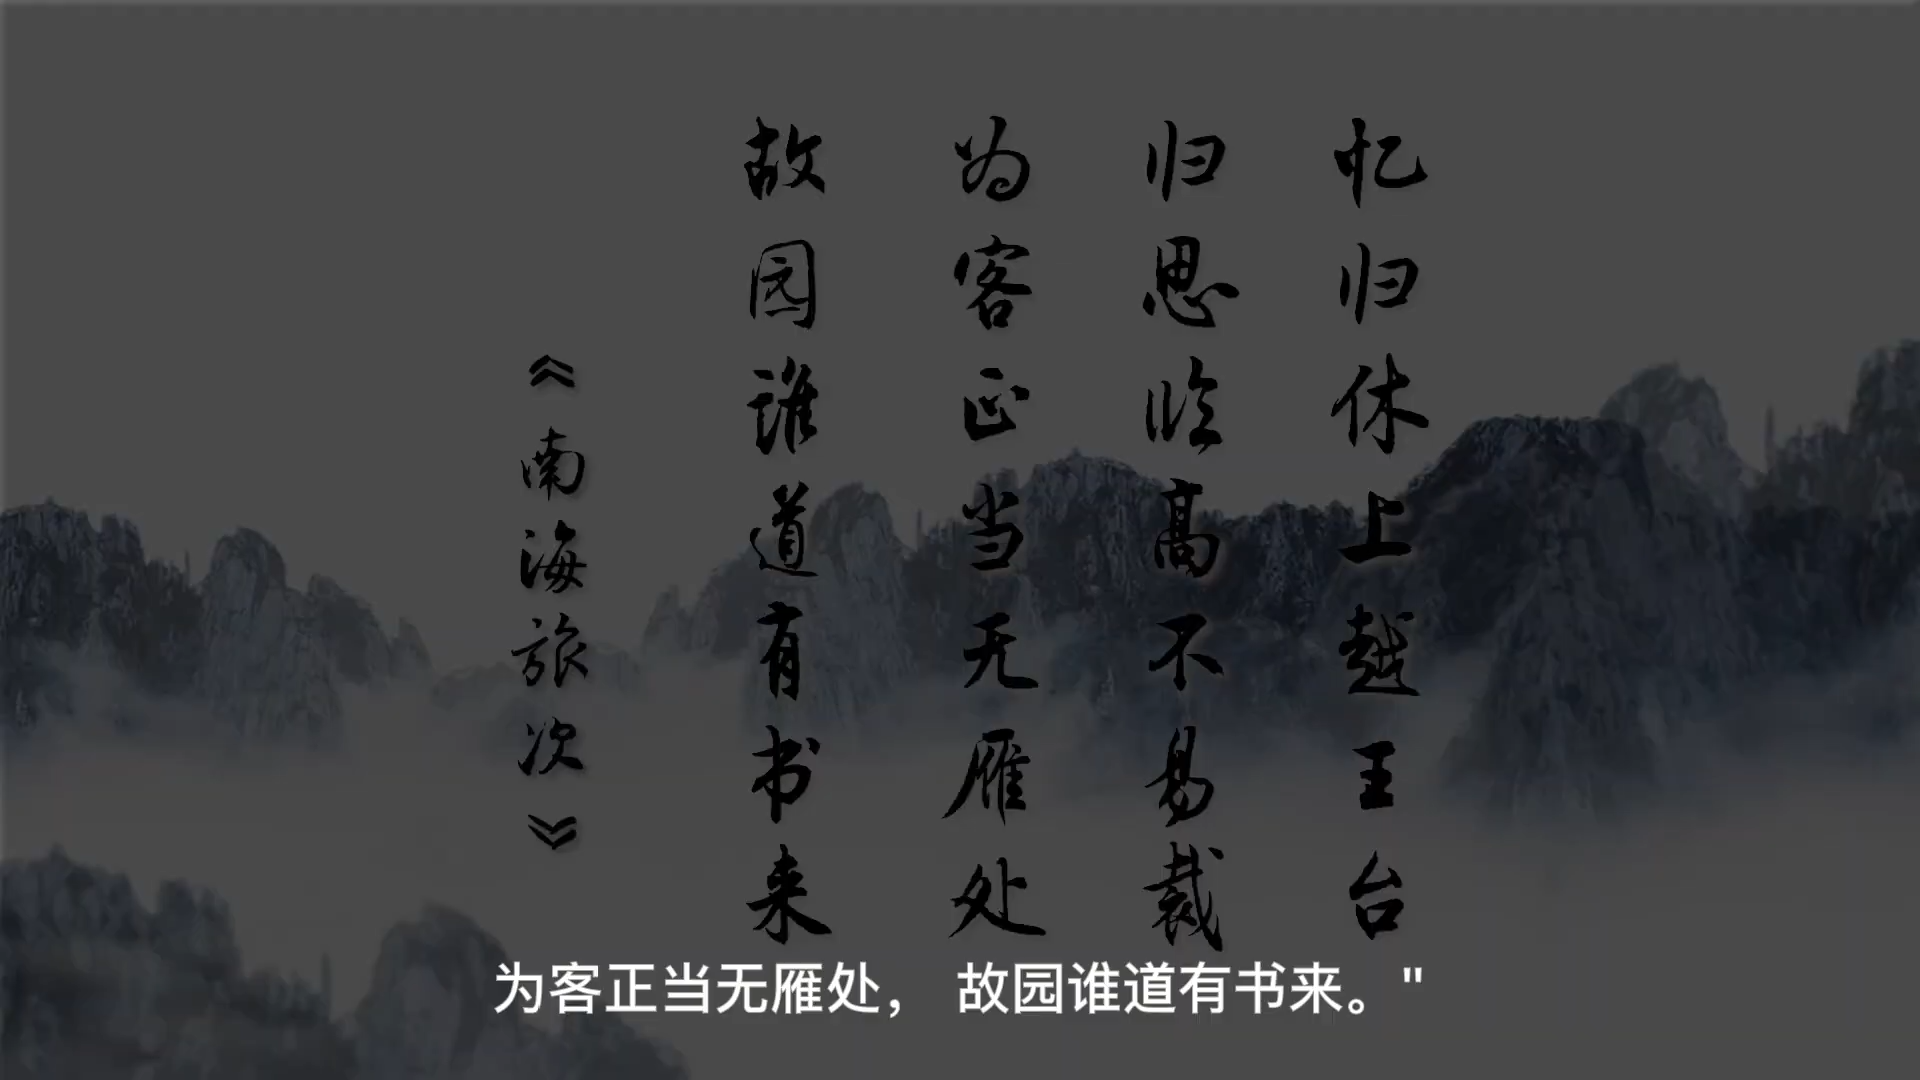 忆归休上越王台
归思临高不易裁
为客正当无雁处
故园谁道有书来
《南海旅次》
为客正当无雁处， 故园谁道有书来。"